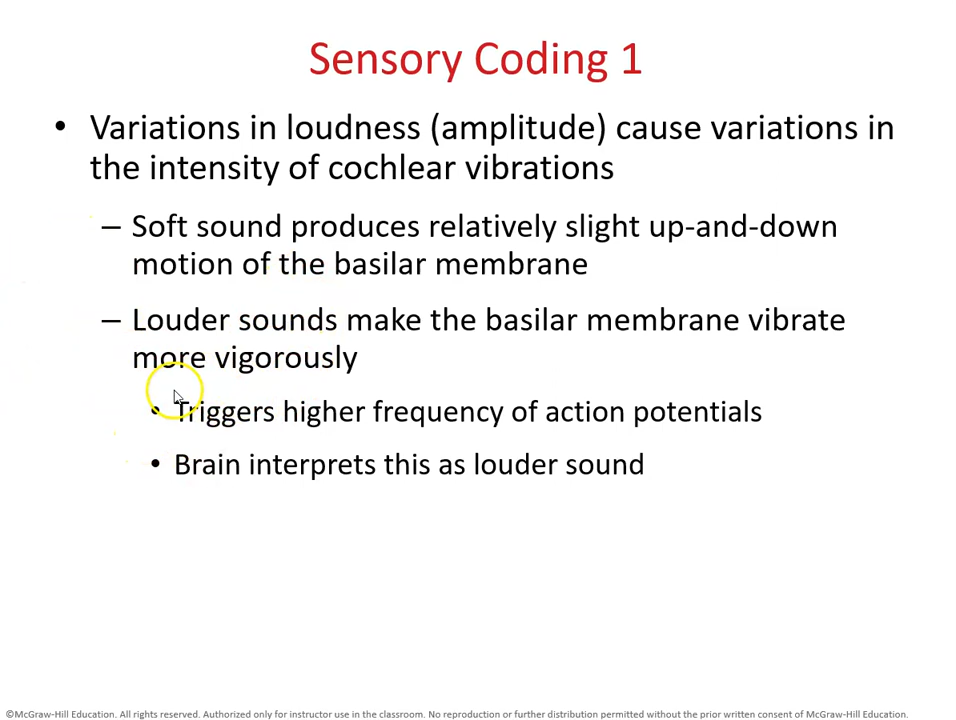 Sensory Coding 1
• Variations in loudness (amplitude) cause variations in
the intensity of cochlear vibrations
– Soft sound produces relatively slight up-and-down
motion of the basilar membrane
– Louder sounds make the basilar membrane vibrate
more vigorously
• Triggers higher frequency of action potentials
• Brain interprets this as louder sound
©McGraw-Hill Education. All rights reserved. Authorized only for instructor use in the classroom. No reproduction or further distribution permitted without the prior written consent of McGraw-Hill Education.